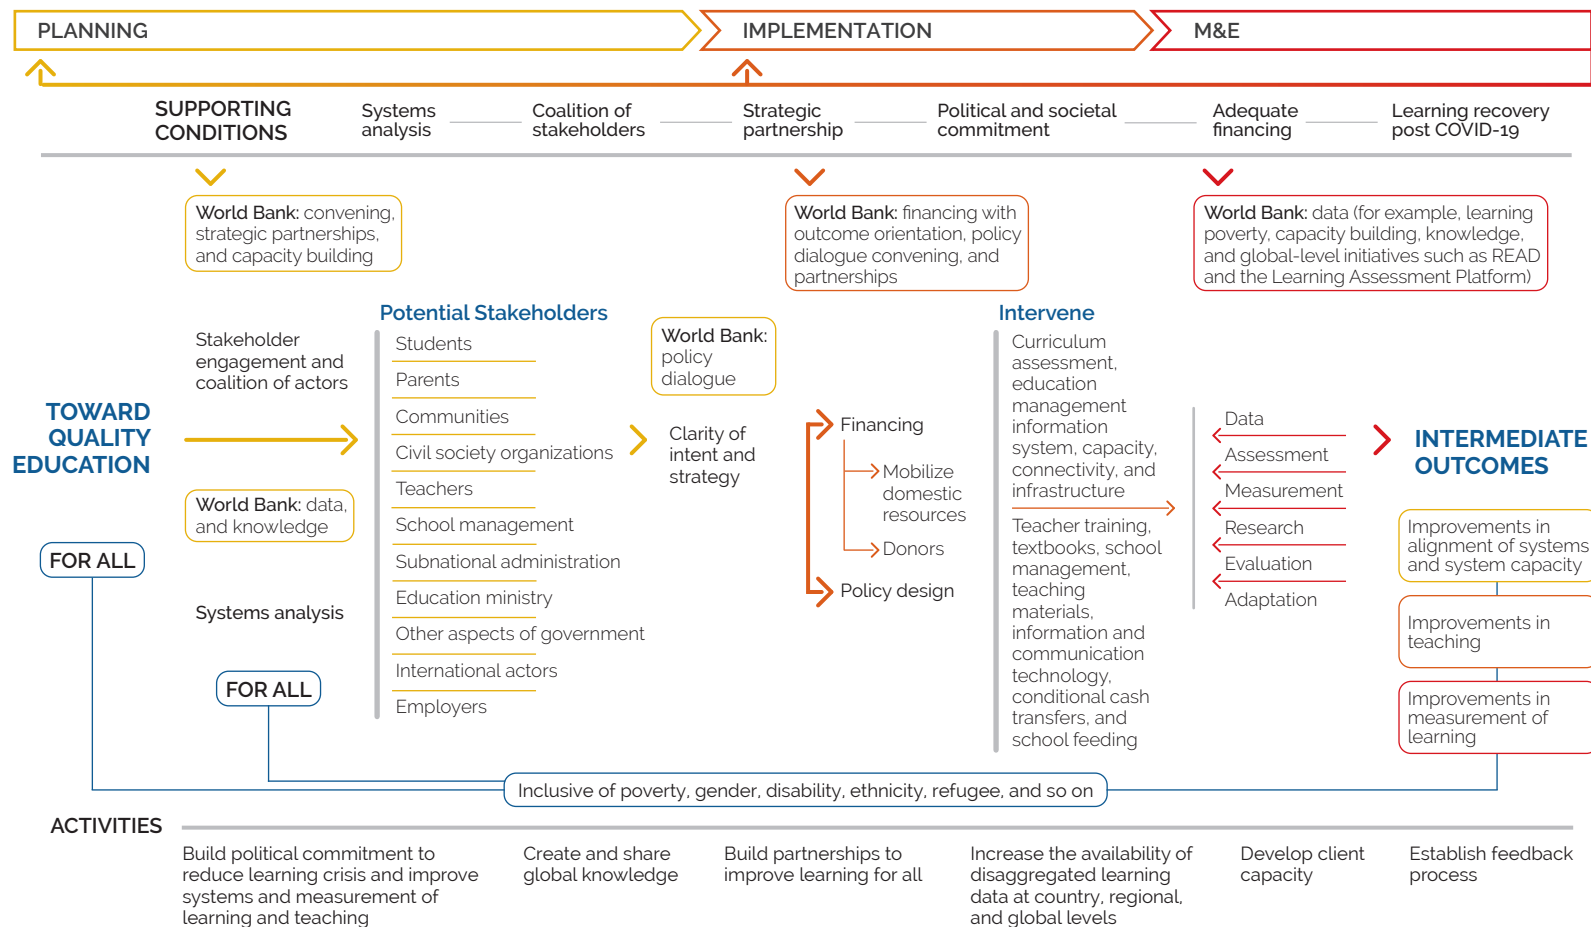 PLANNING
IMPLEMENTATION
M&E
SUPPORTING
CONDITIONS
Systems
analysis
Coalition of
stakeholders
Strategic
partnership
Political and societal
commitment
Adequate
financing
Learning recovery
post COVID-19
World Bank: convening,
strategic partnerships,
and capacity building
World Bank: financing with
outcome orientation, policy
dialogue convening, and
partnerships
World Bank: data (for example, learning
poverty, capacity building, knowledge,
and global-level initiatives such as READ
and the Learning Assessment Platform)
TOWARD
QUALITY
EDUCATION
FOR ALL
Stakeholder
engagement and
coalition of actors
World Bank: data,
and knowledge
Systems analysis
FOR ALL
Potential Stakeholders
Students
Parents
Communities
Civil society organizations
Teachers
School management
Subnational administration
Education ministry
Other aspects of government
International actors
Employers
World Bank:
policy
dialogue
Clarity of
intent and
strategy
Financing
Mobilize
domestic
resources
Donors
Policy design
Intervene
Curriculum
assessment,
education
management
information
system, capacity,
connectivity, and
infrastructure
Teacher training,
textbooks, school
management,
teaching
materials,
information and
communication
technology,
conditional cash
transfers, and
school feeding
Data
Assessment
Measurement
Research
Evaluation
Adaptation
INTERMEDIATE
OUTCOMES
Improvements in
alignment of systems
and system capacity
Improvements in
teaching
Improvements in
measurement of
learning
Inclusive of poverty, gender, disability, ethnicity, refugee, and so on
ACTIVITIES
Build political commitment to
reduce learning crisis and improve
systems and measurement of
learning and teaching
Create and share
global knowledge
Build partnerships to
improve learning for all
Increase the availability of
disaggregated learning
data at country, regional,
and global levels
Develop client
capacity
Establish feedback
process